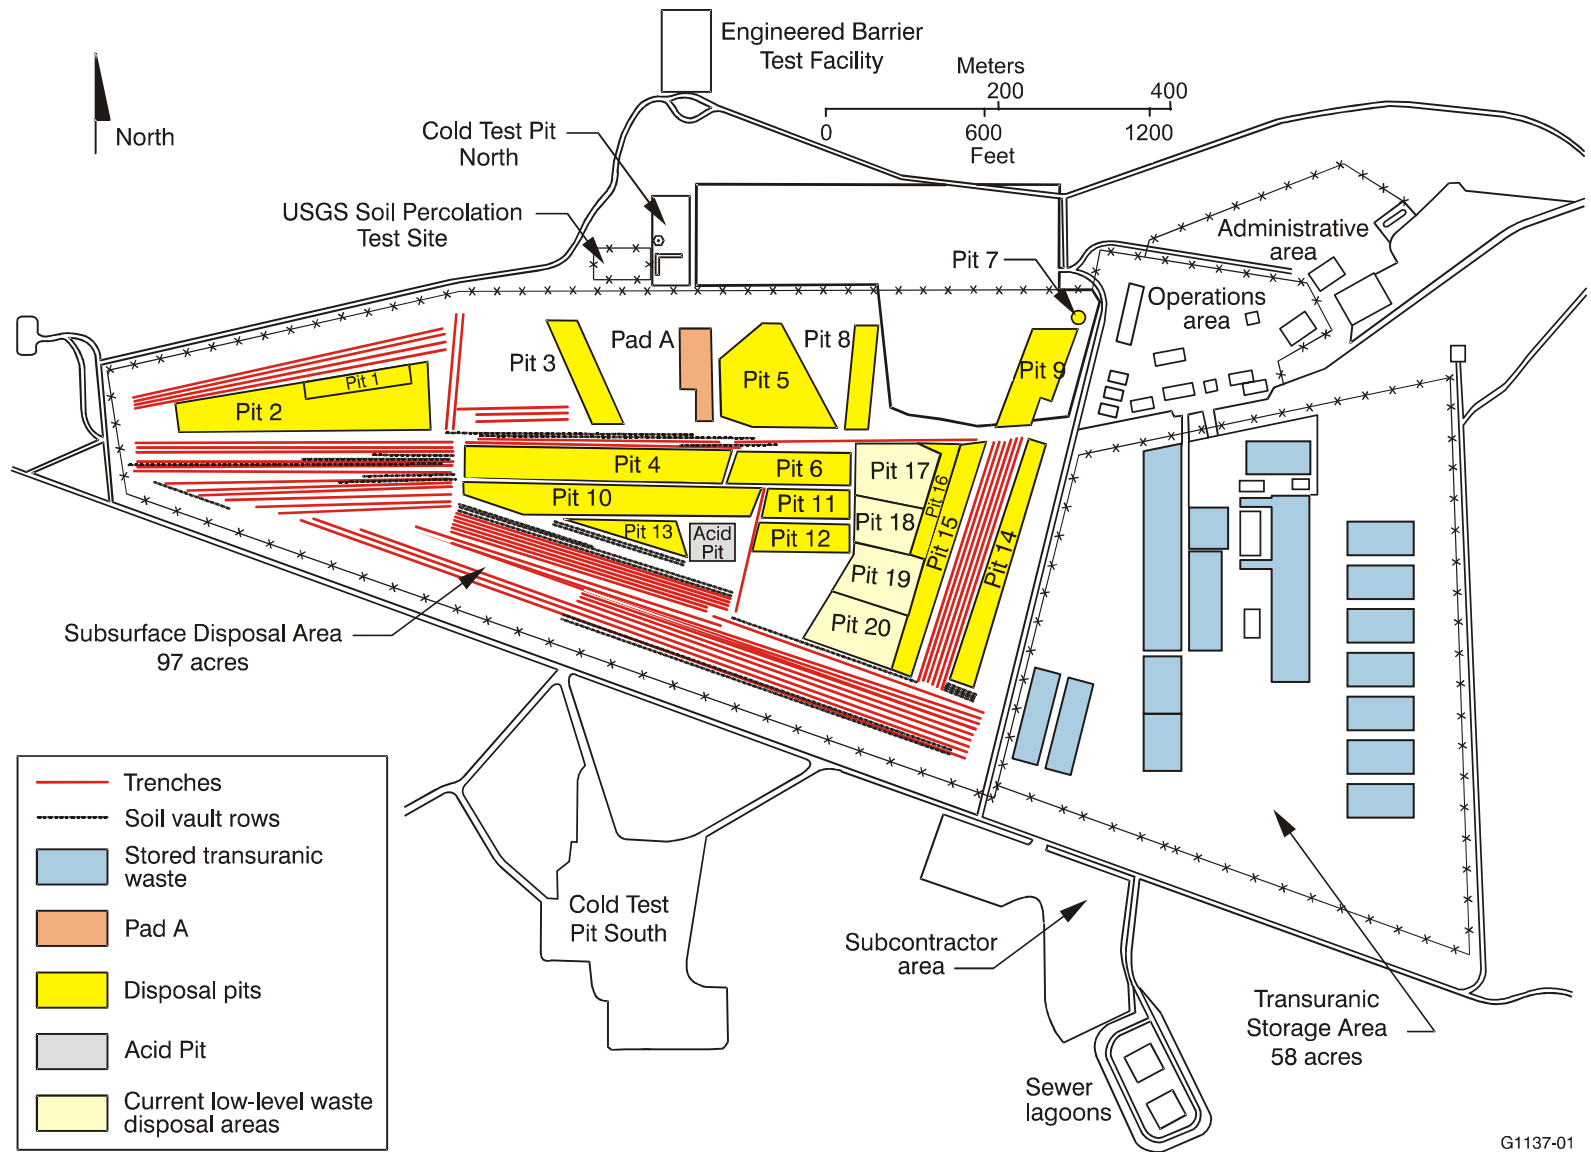 Engineered Barrier
Test Facility
Meters
200
400
0
600
1200
Feet
North
Cold Test Pit
North
USGS Soil Percolation
Test Site
Administrative
area
Pit 7
Operations
area
Pit 3
Pad A
Pit 8
Pit 5
Pit 9
Pit 1
Pit 2
Pit 4
Pit 6
Pit 17
Pit 16
Pit 10
Pit 11
Pit 18
Pit 15
Pit 14
Pit 13
Acid
Pit
Pit 12
Pit 19
Pit 20
Subsurface Disposal Area
97 acres
Trenches
Soil vault rows
Stored transuranic
waste
Pad A
Disposal pits
Acid Pit
Current low-level waste
disposal areas
Cold Test
Pit South
Subcontractor
area
Transuranic
Storage Area
58 acres
Sewer
lagoons
G1137-01